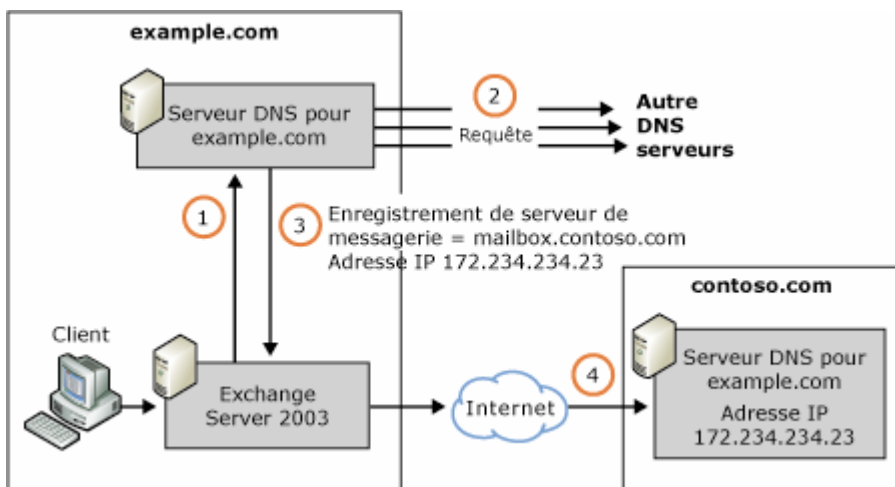 example.com
Serveur DNS pour
example.com
2
Requête
Autre
DNS
serveurs
1
3
Enregistrement de serveur de
messagerie = mailbox.contoso.com
Adresse IP 172.234.234.23
contoso.com
Client
Exchange
Server 2003
Internet
4
Serveur DNS pour
example.com
Adresse IP
172.234.234.23